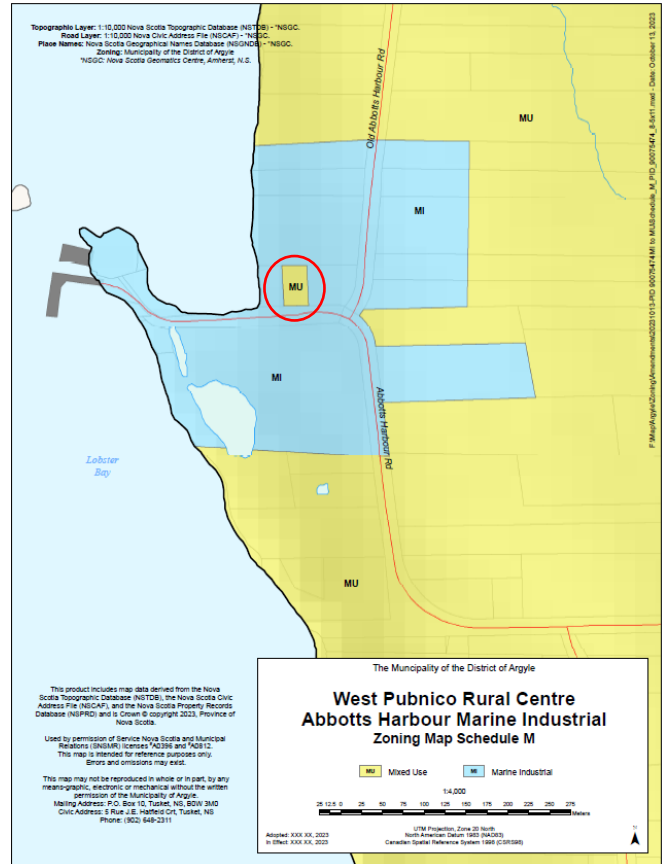 Topographic Layer: 1:10,000 Nova Scotia Topographic Database (NSTDB) - *NSGC.
Road Layer: 1:10,000 Nova Civic Address File (NSCAF) - *NSGC.
Place Names: Nova Scotia Geographical Names Database (NSGNDB) - *NSGC.
Zoning: Municipality of the District of Argyle
*NSGC: Nova Scotia Geomatics Centre, Amherst, N.S.
Old Abbotts Harbour Rd
MU
MI
MU
MI
Abbotts Harbour Rd
Lobster
Bay
MU
This product includes map data derived from the Nova
Scotia Topographic Database (NSTDB), the Nova Scotia Civic
Address File (NSCAF), and the Nova Scotia Property Records
Database (NSPRD) and is Crown © copyright 2023, Province of
Nova Scotia.
Used by permission of Service Nova Scotia and Municipal
Relations (SNSMR) licenses #A0396 and #A0812.
This map is intended for reference purposes only.
Errors and omissions may exist.
This map may not be reproduced in whole or in part, by any
means-graphic, electronic or mechanical without the written
permission of the Municipality of Argyle.
Mailing Address: P.O. Box 10, Tusket, NS, B0W 3M0
Civic Address: 5 Rue J.E. Hatfield Crt, Tusket, NS
Phone: (902) 648-2311
The Muncipality of the District of Argyle
West Pubnico Rural Centre
Abbotts Harbour Marine Industrial
Zoning Map Schedule M
MU Mixed Use MI Marine Industrial
1:4,000
25 12.5 0 25 50 75 100 125 150 175 200 225 250 275
Meters
Adopted: XXX XX, 2023
In Effect: XXX XX, 2023
UTM Projection, Zone 20 North
North American Datum 1983 (NAD83)
Canadian Spatial Reference System 1998 (CSRS98)